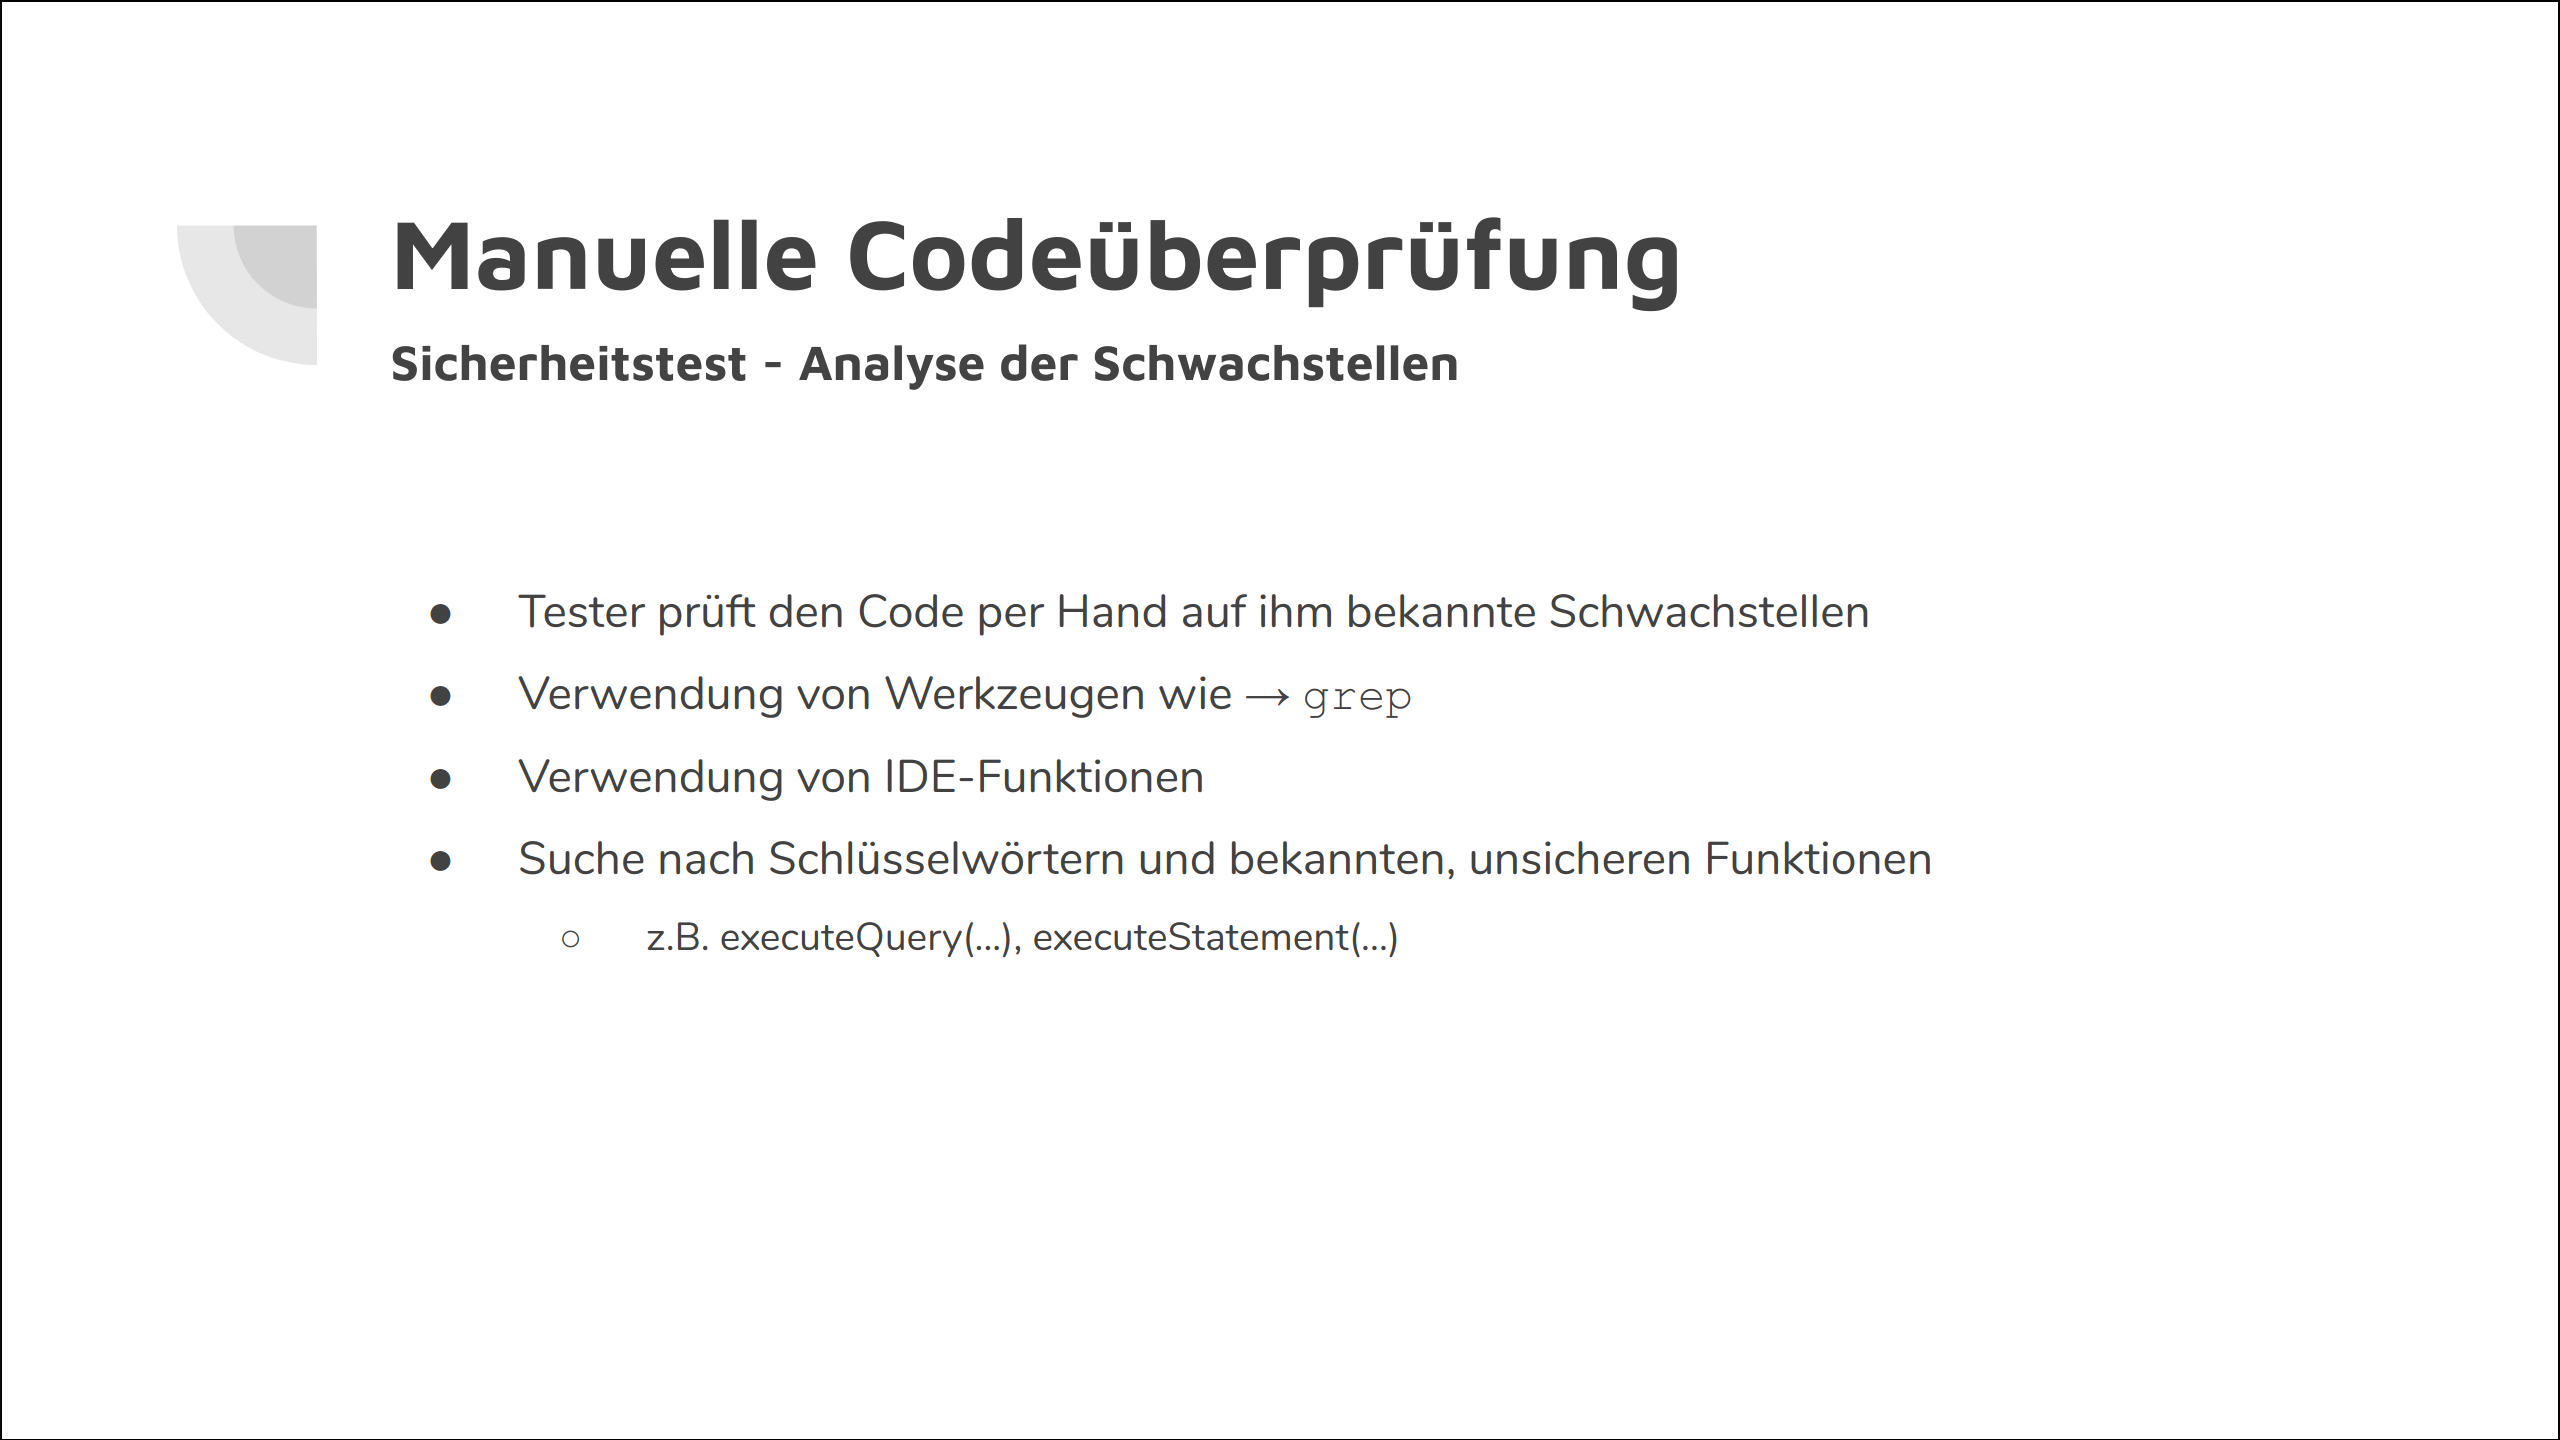 Manuelle Codeüberprüfung
Sicherheitstest - Analyse der Schwachstellen
● Tester prüft den Code per Hand auf ihm bekannte Schwachstellen
● Verwendung von Werkzeugen wie → grep
● Verwendung von IDE-Funktionen
● Suche nach Schlüsselwörtern und bekannten, unsicheren Funktionen
○ z.B. executeQuery(...), executeStatement(...)